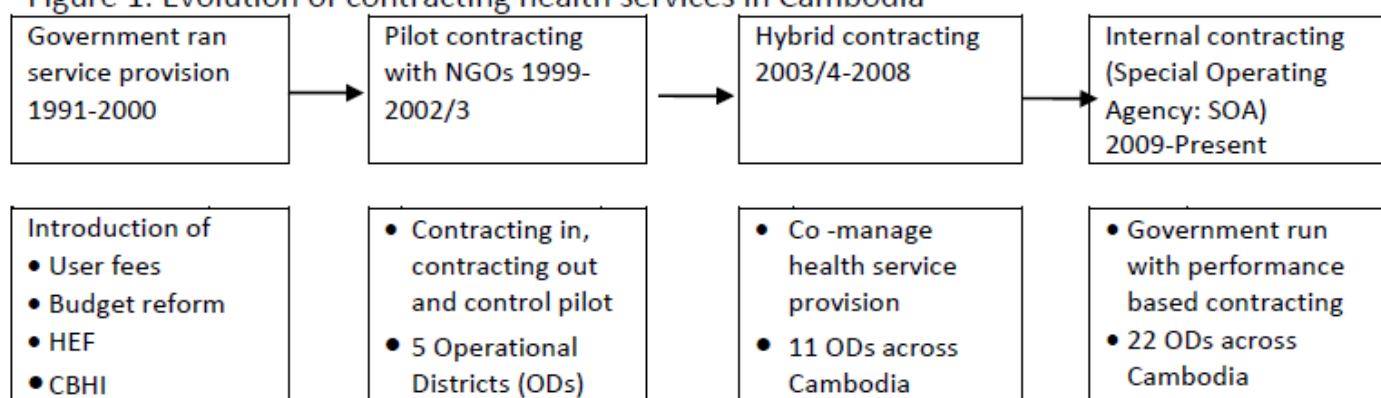 Figure 1: Evolution of contracting health services in Cambodia
Government ran
service provision
1991-2000
Pilot contracting
with NGOs 1999-
2002/3
Hybrid contracting
2003/4-2008
Internal contracting
(Special Operating
Agency: SOA)
2009-Present
Introduction of
• User fees
• Budget reform
• HEF
• CBHI
• Contracting in,
contracting out
and control pilot
• 5 Operational
Districts (ODs)
• Co -manage
health service
provision
• 11 ODs across
Cambodia
• Government run
with performance
based contracting
• 22 ODs across
Cambodia